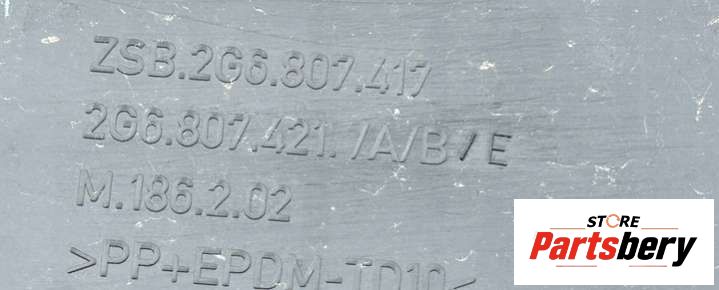 ZSB.2G6.807.417
2G6.807.421. /A/B/E
M.186.2.02
>PP+EPDM-TD10<
STORE
Partsbery